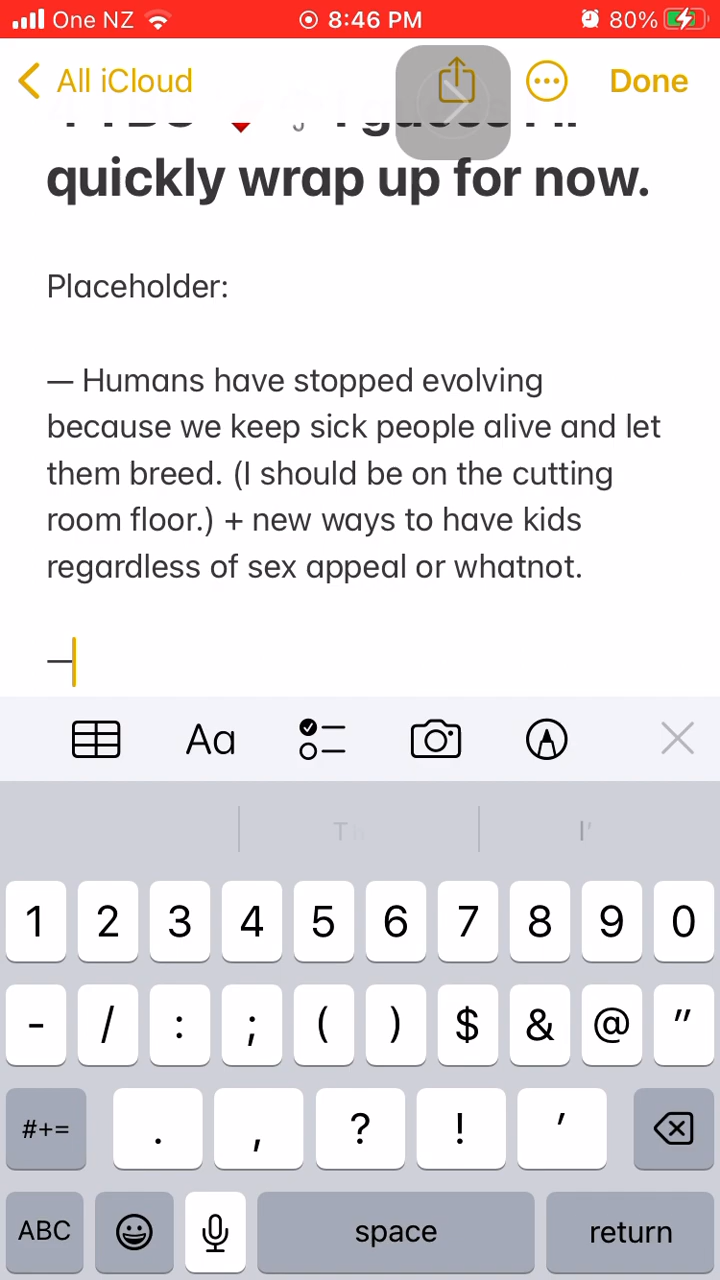 One NZ 8:46 PM 80%
All iCloud Done
guess
quickly wrap up for now.
Placeholder:
— Humans have stopped evolving
because we keep sick people alive and let
them breed. (I should be on the cutting
room floor.) + new ways to have kids
regardless of sex appeal or whatnot.
—
Aa
Th I'
1 2 3 4 5 6 7 8 9 0
- / : ; ( ) $ & @ "
#+= . , ? ! '
ABC space return